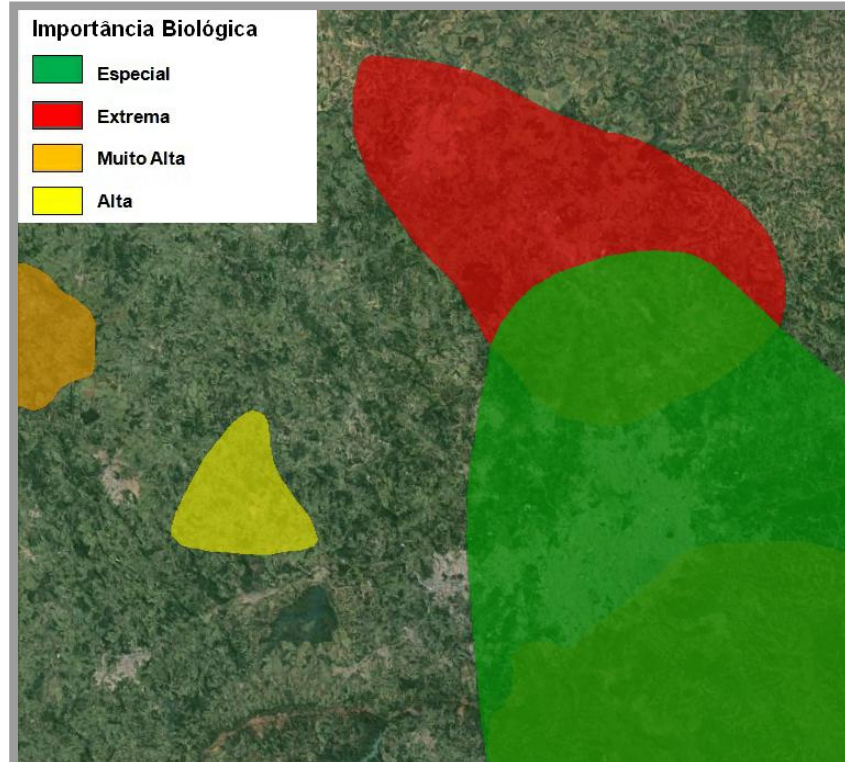 Importância Biológica
Especial
Extrema
Muito Alta
Alta